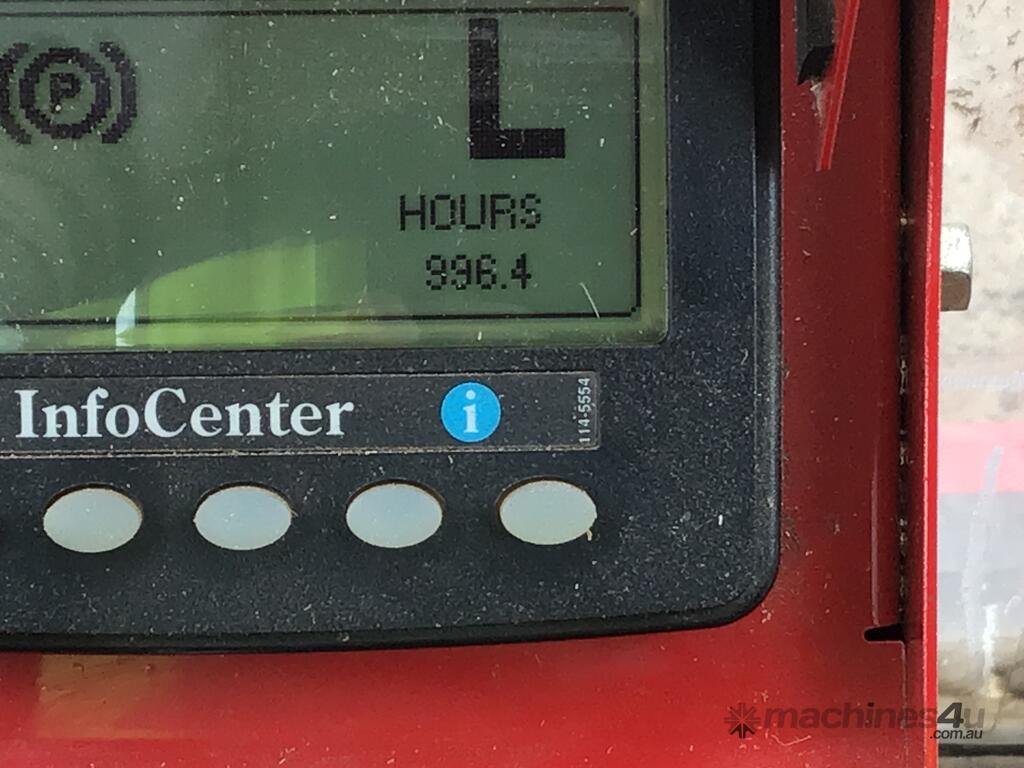 P
L
HOURS
996.4
InfoCenter
i
114-5554
machines4u
.com.au